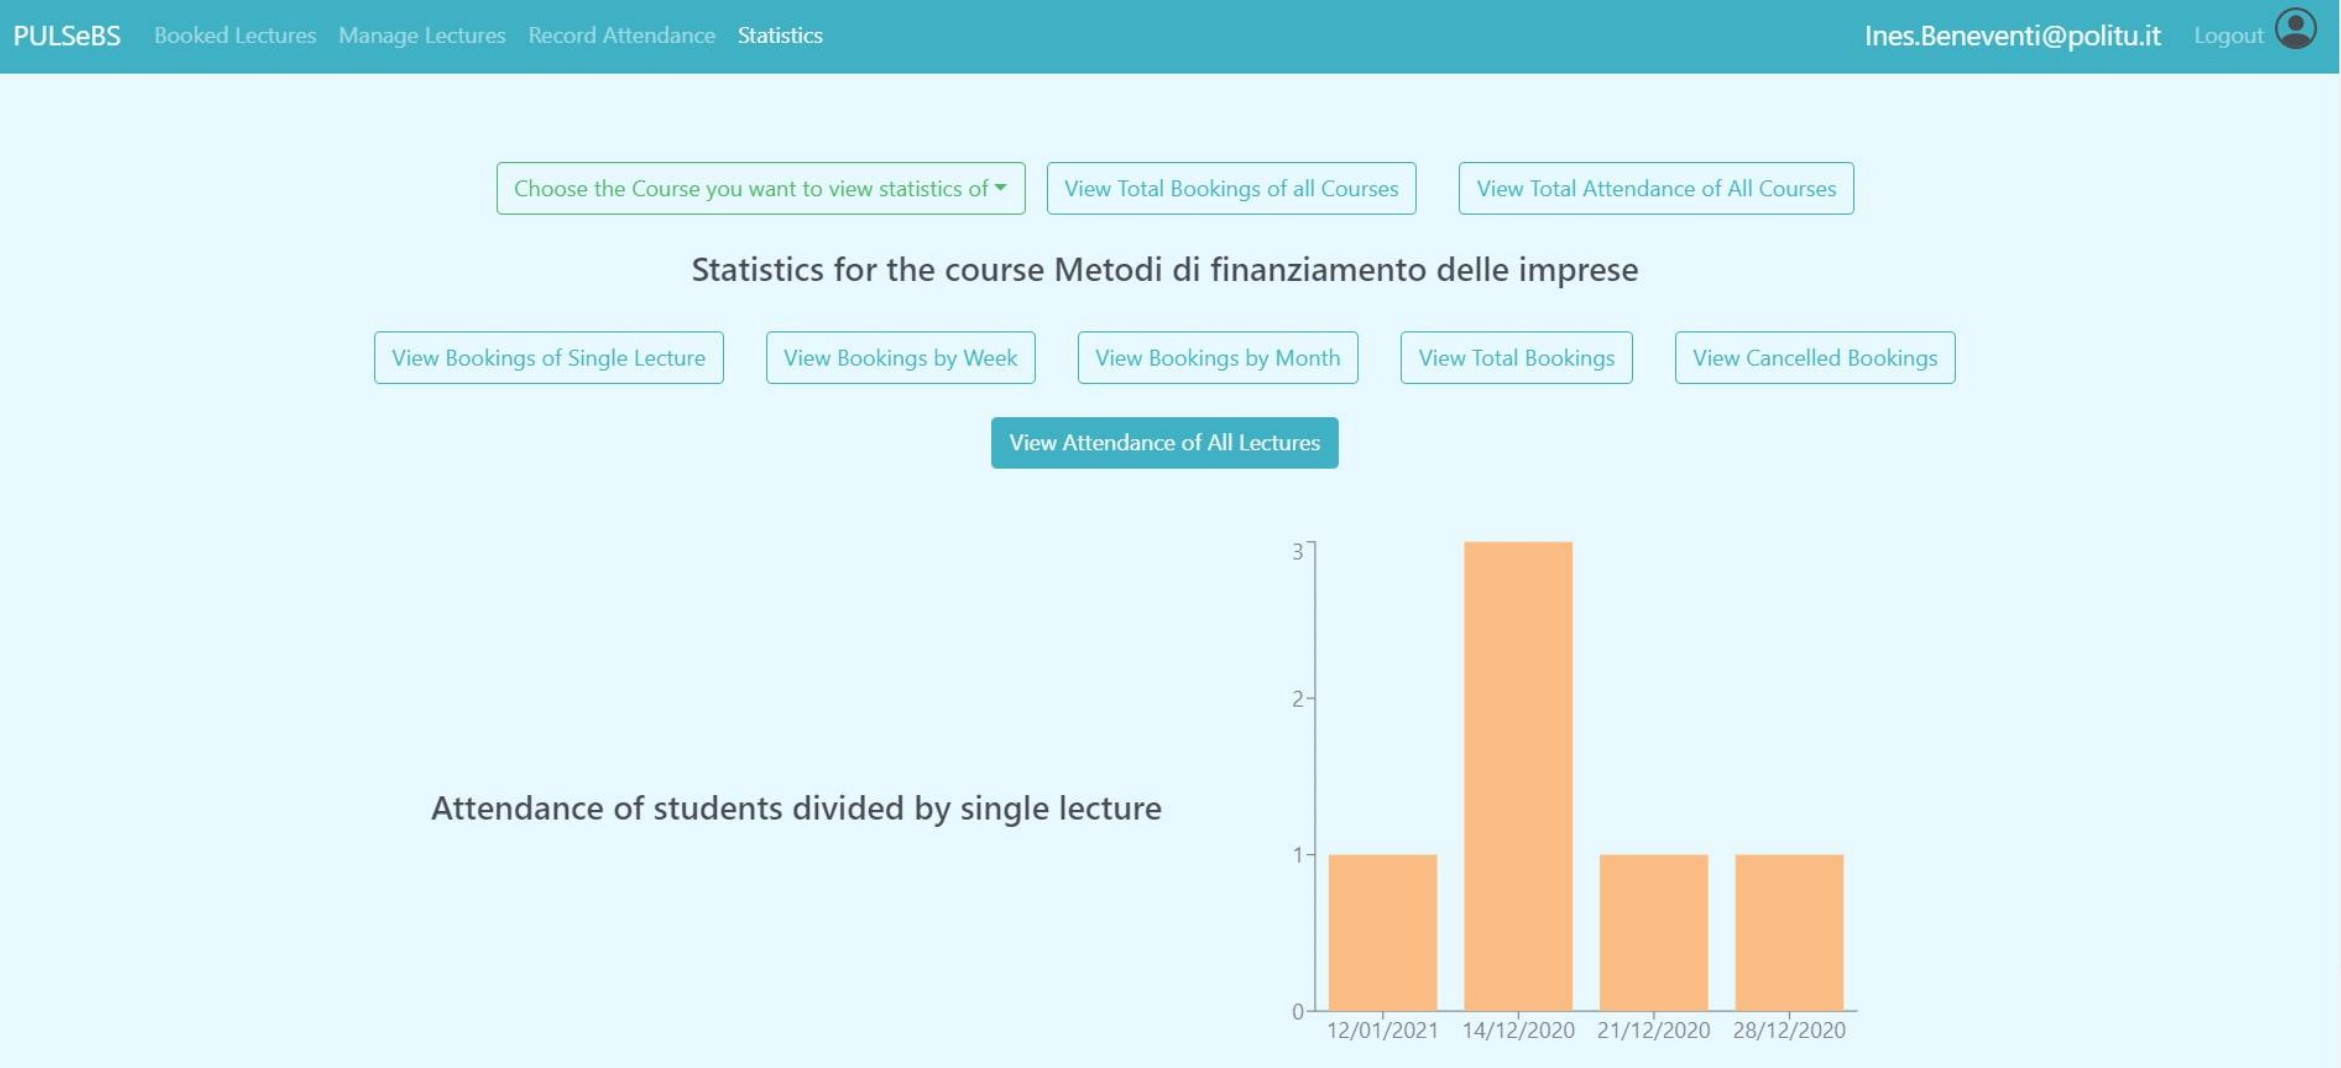 PULSeBS Booked Lectures Manage Lectures Record Attendance Statistics Ines.Beneventi@politu.it Logout
Choose the Course you want to view statistics of View Total Bookings of all Courses View Total Attendance of All Courses
Statistics for the course Metodi di finanziamento delle imprese
View Bookings of Single Lecture View Bookings by Week View Bookings by Month View Total Bookings View Cancelled Bookings
View Attendance of All Lectures
Attendance of students divided by single lecture
3
2
1
0
12/01/2021 14/12/2020 21/12/2020 28/12/2020